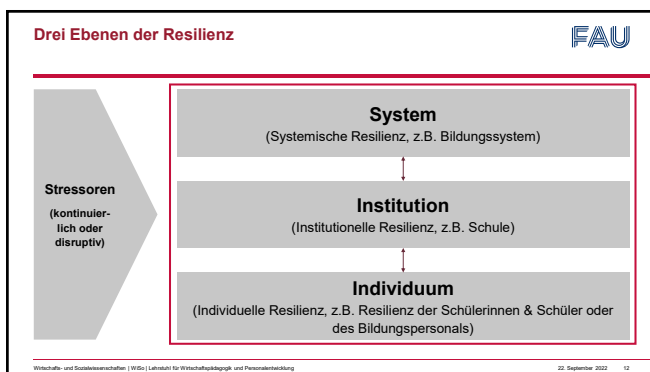 Drei Ebenen der Resilienz
FAU
System
(Systemische Resilienz, z.B. Bildungssystem)
Stressoren
(kontinuier-
lich oder
disruptiv)
Institution
(Institutionelle Resilienz, z.B. Schule)
Individuum
(Individuelle Resilienz, z.B. Resilienz der Schülerinnen & Schüler oder
des Bildungspersonals)
Wirtschafts- und Sozialwissenschaften | WiSo | Lehrstuhl für Wirtschaftspädagogik und Personalentwicklung
22. September 2022 12